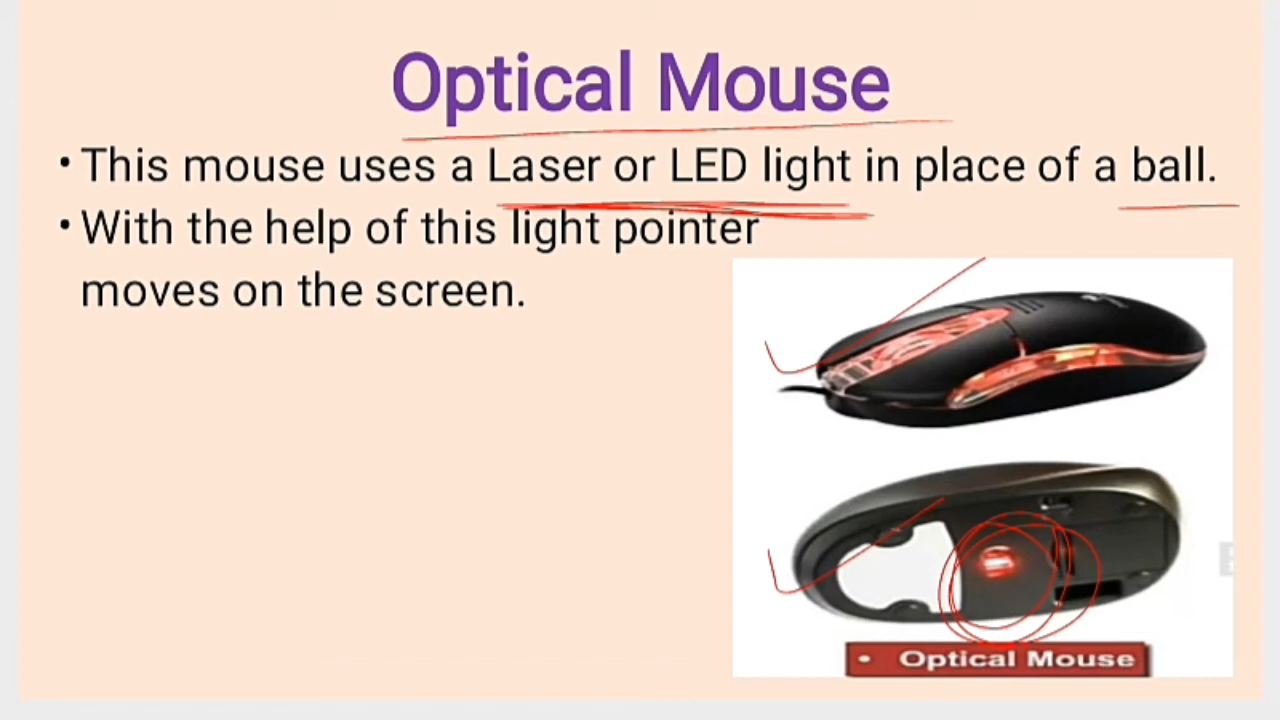 Optical Mouse
• This mouse uses a Laser or LED light in place of a ball.
• With the help of this light pointer
moves on the screen.
• Optical Mouse